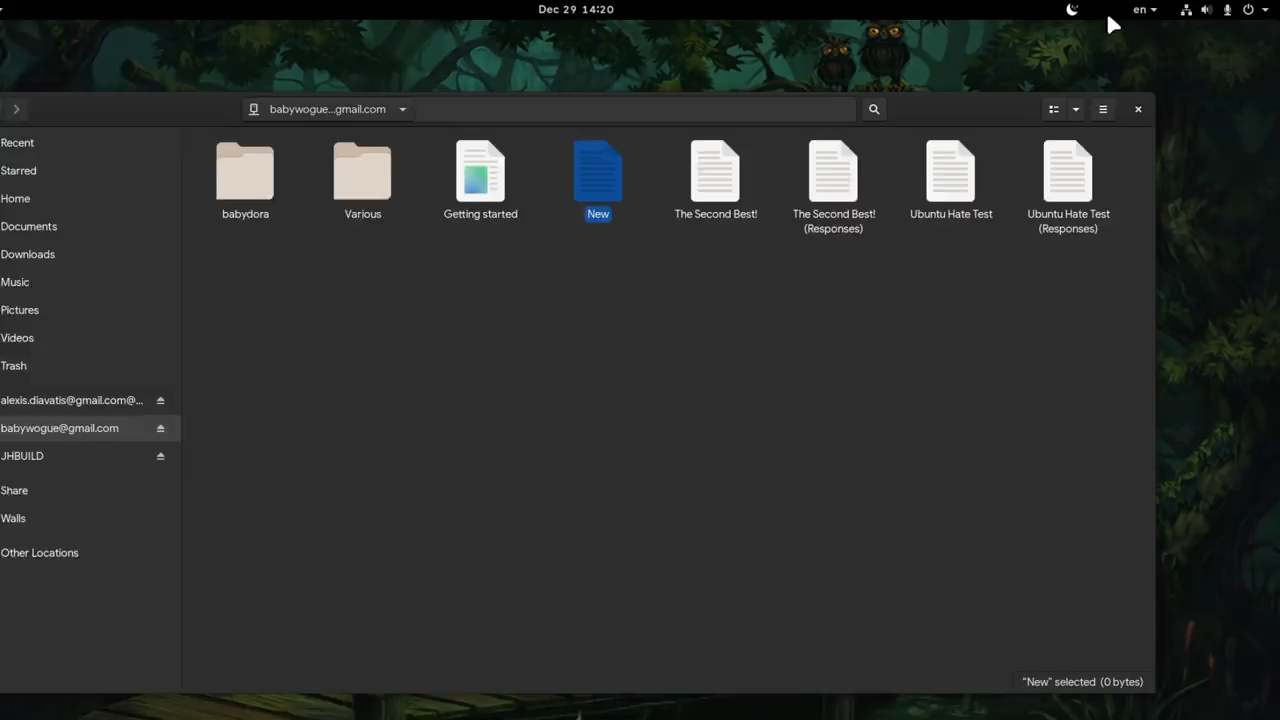 Dec 29 14:20
en
babywogue...gmail.com
Recent
Starred
Home
Documents
Downloads
Music
Pictures
Videos
Trash
alexis.diavatis@gmail.com@...
babywogue@gmail.com
JHBUILD
Share
Walls
Other Locations
babydora
Various
Getting started
New
The Second Best!
The Second Best!
(Responses)
Ubuntu Hate Test
Ubuntu Hate Test
(Responses)
"New" selected (0 bytes)